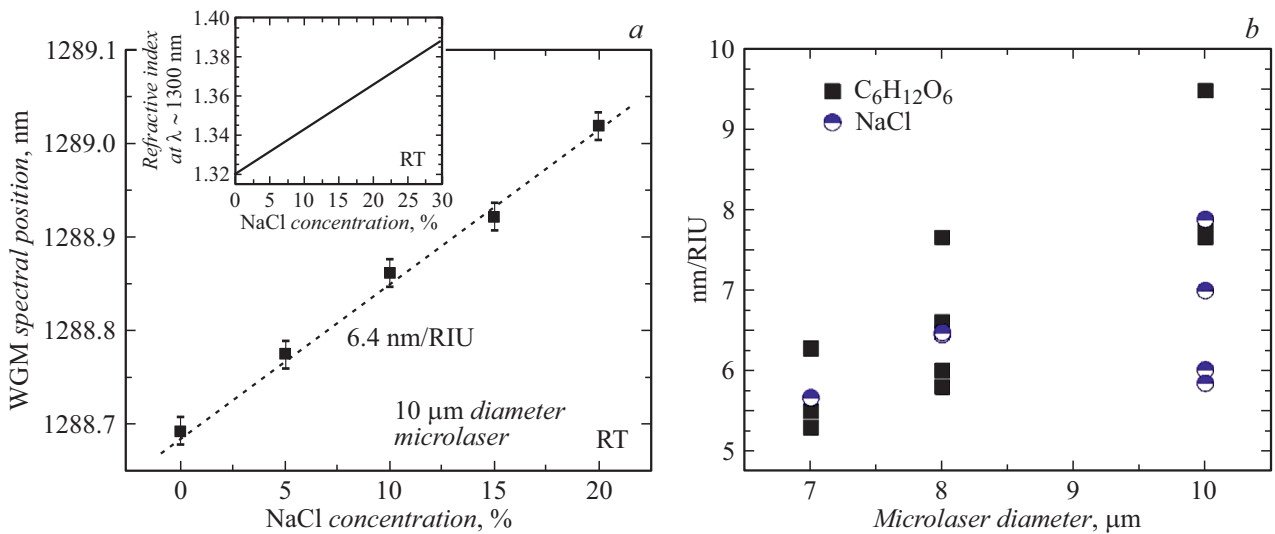 a
1289.1
1289.0
1288.9
1288.8
1288.7
WGM spectral position, nm
0
5
10
15
20
NaCl concentration, %
6.4 nm/RIU
10 μm diameter
microlaser
RT
1.40
1.38
1.36
1.34
1.32
Refractive index
at λ ~ 1300 nm
RT
0
5
10
15
20
25
30
NaCl concentration, %
b
10
9
8
7
6
5
nm/RIU
C₆H₁₂O₆
NaCl
7
8
9
10
Microlaser diameter, μm